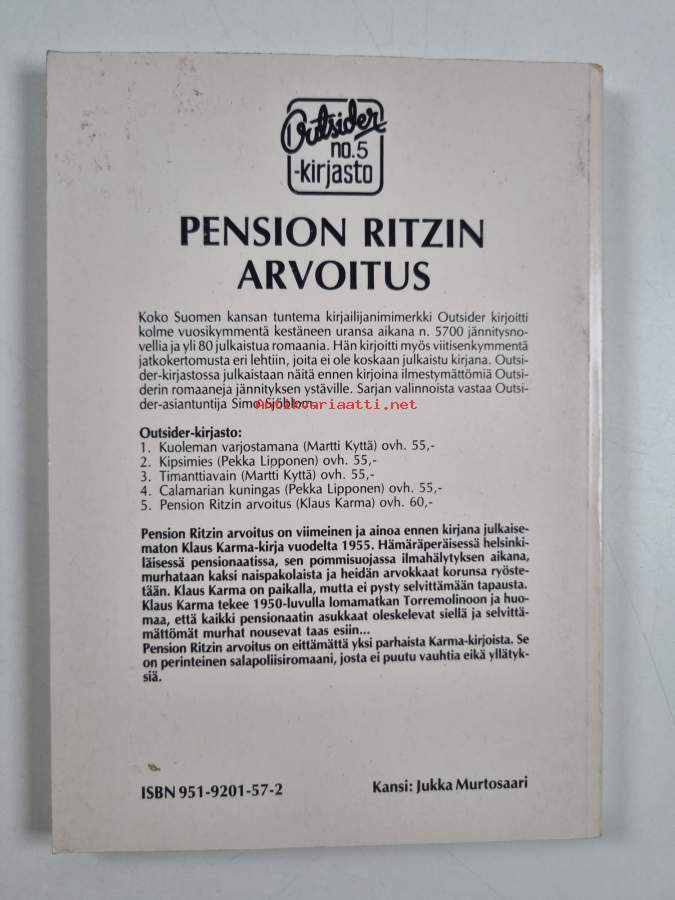 Outsider
no.5
-kirjasto
PENSION RITZIN
ARVOITUS
Koko Suomen kansan tuntema kirjailijanimimerkki Outsider kirjoitti
kolme vuosikymmentä kestäneen uransa aikana n. 5700 jännitysno-
vellia ja yli 80 julkaistua romaania. Hän kirjoitti myös viitisenkymmentä
jatkokertomusta eri lehtiin, joita ei ole koskaan julkaistu kirjana. Outsi-
der-kirjastossa julkaistaan näitä ennen kirjoina ilmestymättömiä Outsi-
derin romaaneja jännityksen ystäville. Sarjan valinnoista vastaa Outsi-
der-asiantuntija Simo Sjöblom.
Antikvariaatti.net
Outsider-kirjasto:
1. Kuoleman varjostamana (Martti Kyttä) ovh. 55,-
2. Kipsimies (Pekka Lipponen) ovh. 55,-
3. Timanttiavain (Martti Kyttä) ovh. 55,-
4. Calamarian kuningas (Pekka Lipponen) ovh. 55,-
5. Pension Ritzin arvoitus (Klaus Karma) ovh. 60,-
Pension Ritzin arvoitus on viimeinen ja ainoa ennen kirjana julkaise-
maton Klaus Karma-kirja vuodelta 1955. Hämäräperäisessä helsinki-
läisessä pensionaatissa, sen pommisuojassa ilmahälytyksen aikana,
murhataan kaksi naispakolaista ja heidän arvokkaat korunsa ryöste-
tään. Klaus Karma on paikalla, mutta ei pysty selvittämään tapausta.
Klaus Karma tekee 1950-luvulla lomamatkan Torremolinoon ja huo-
maa, että kaikki pensionaatin asukkaat oleskelevat siellä ja selvittä-
mättömät murhat nousevat taas esiin...
Pension Ritzin arvoitus on eittämättä yksi parhaista Karma-kirjoista. Se
on perinteinen salapoliisiromaani, josta ei puutu vauhtia eikä yllätyk-
siä.
ISBN 951-9201-57-2
Kansi: Jukka Murtosaari